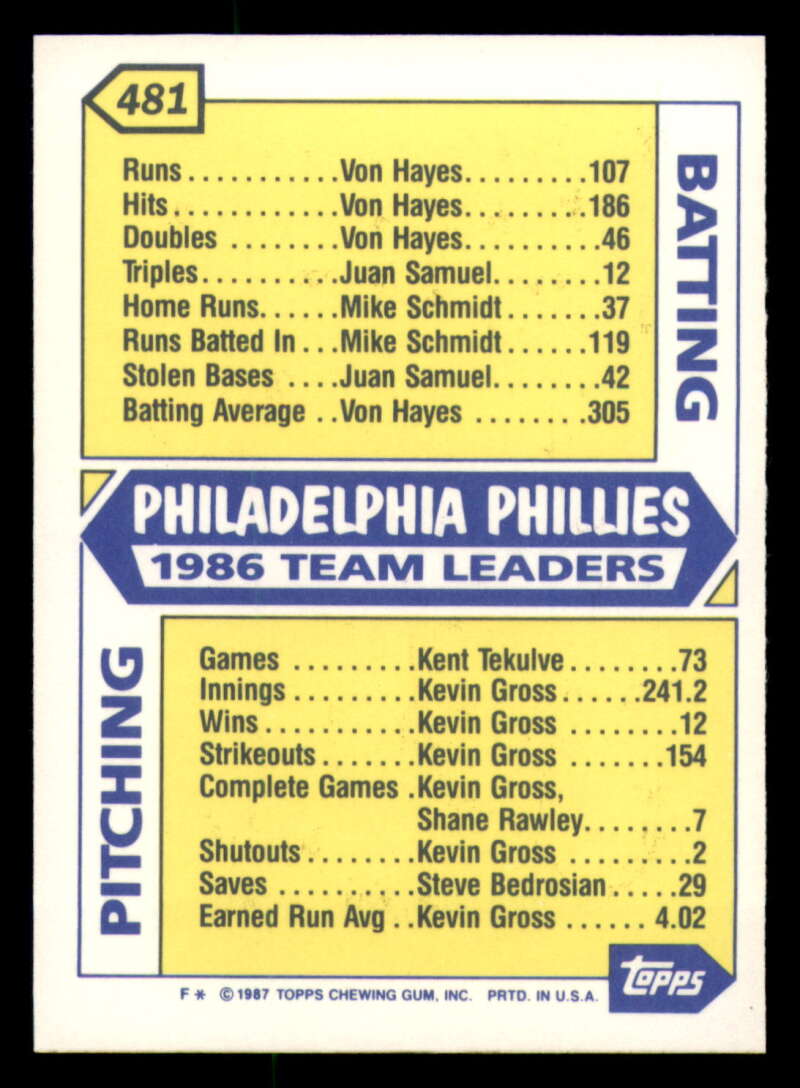 481
BATTING
Runs...........Von Hayes.........107
Hits............Von Hayes.........186
Doubles ........Von Hayes..........46
Triples..........Juan Samuel........12
Home Runs......Mike Schmidt.......37
Runs Batted In ...Mike Schmidt......119
Stolen Bases ....Juan Samuel........42
Batting Average ..Von Hayes ........305
PHILADELPHIA PHILLIES
1986 TEAM LEADERS
PITCHING
Games .........Kent Tekulve........73
Innings .........Kevin Gross......241.2
Wins...........Kevin Gross ........12
Strikeouts.......Kevin Gross .......154
Complete Games .Kevin Gross,
Shane Rawley........7
Shutouts........Kevin Gross .........2
Saves ..........Steve Bedrosian.....29
Earned Run Avg ..Kevin Gross ...... 4.02
topps
F * © 1987 TOPPS CHEWING GUM, INC. PRTD. IN U.S.A.